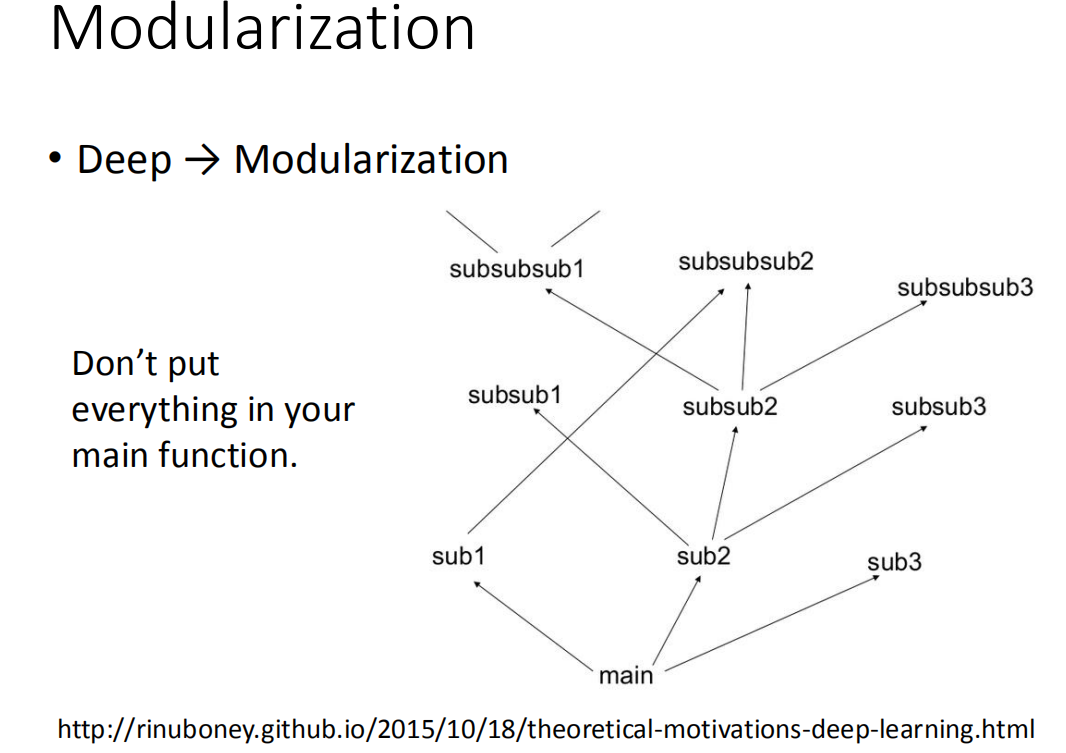 Modularization
• Deep → Modularization
subsubsub1
subsubsub2
subsubsub3
Don’t put
everything in your
main function.
subsub1
subsub2
subsub3
sub1
sub2
sub3
main
http://rinuboney.github.io/2015/10/18/theoretical-motivations-deep-learning.html